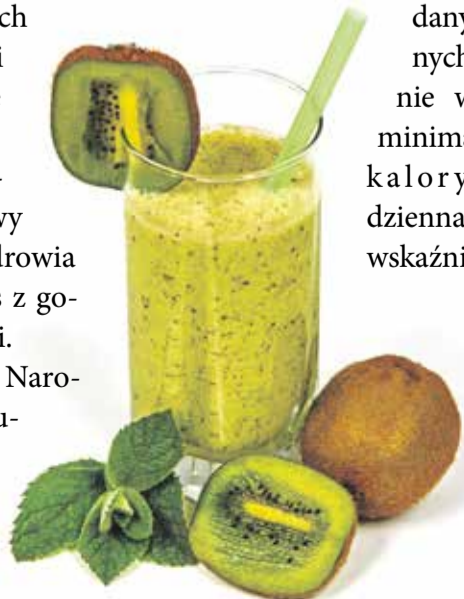 ch
i
-
wy
drowia
s z go-
i.
Naro-
u-
dany
nych
nie w
minima
kalory
dzienna
wskaźni